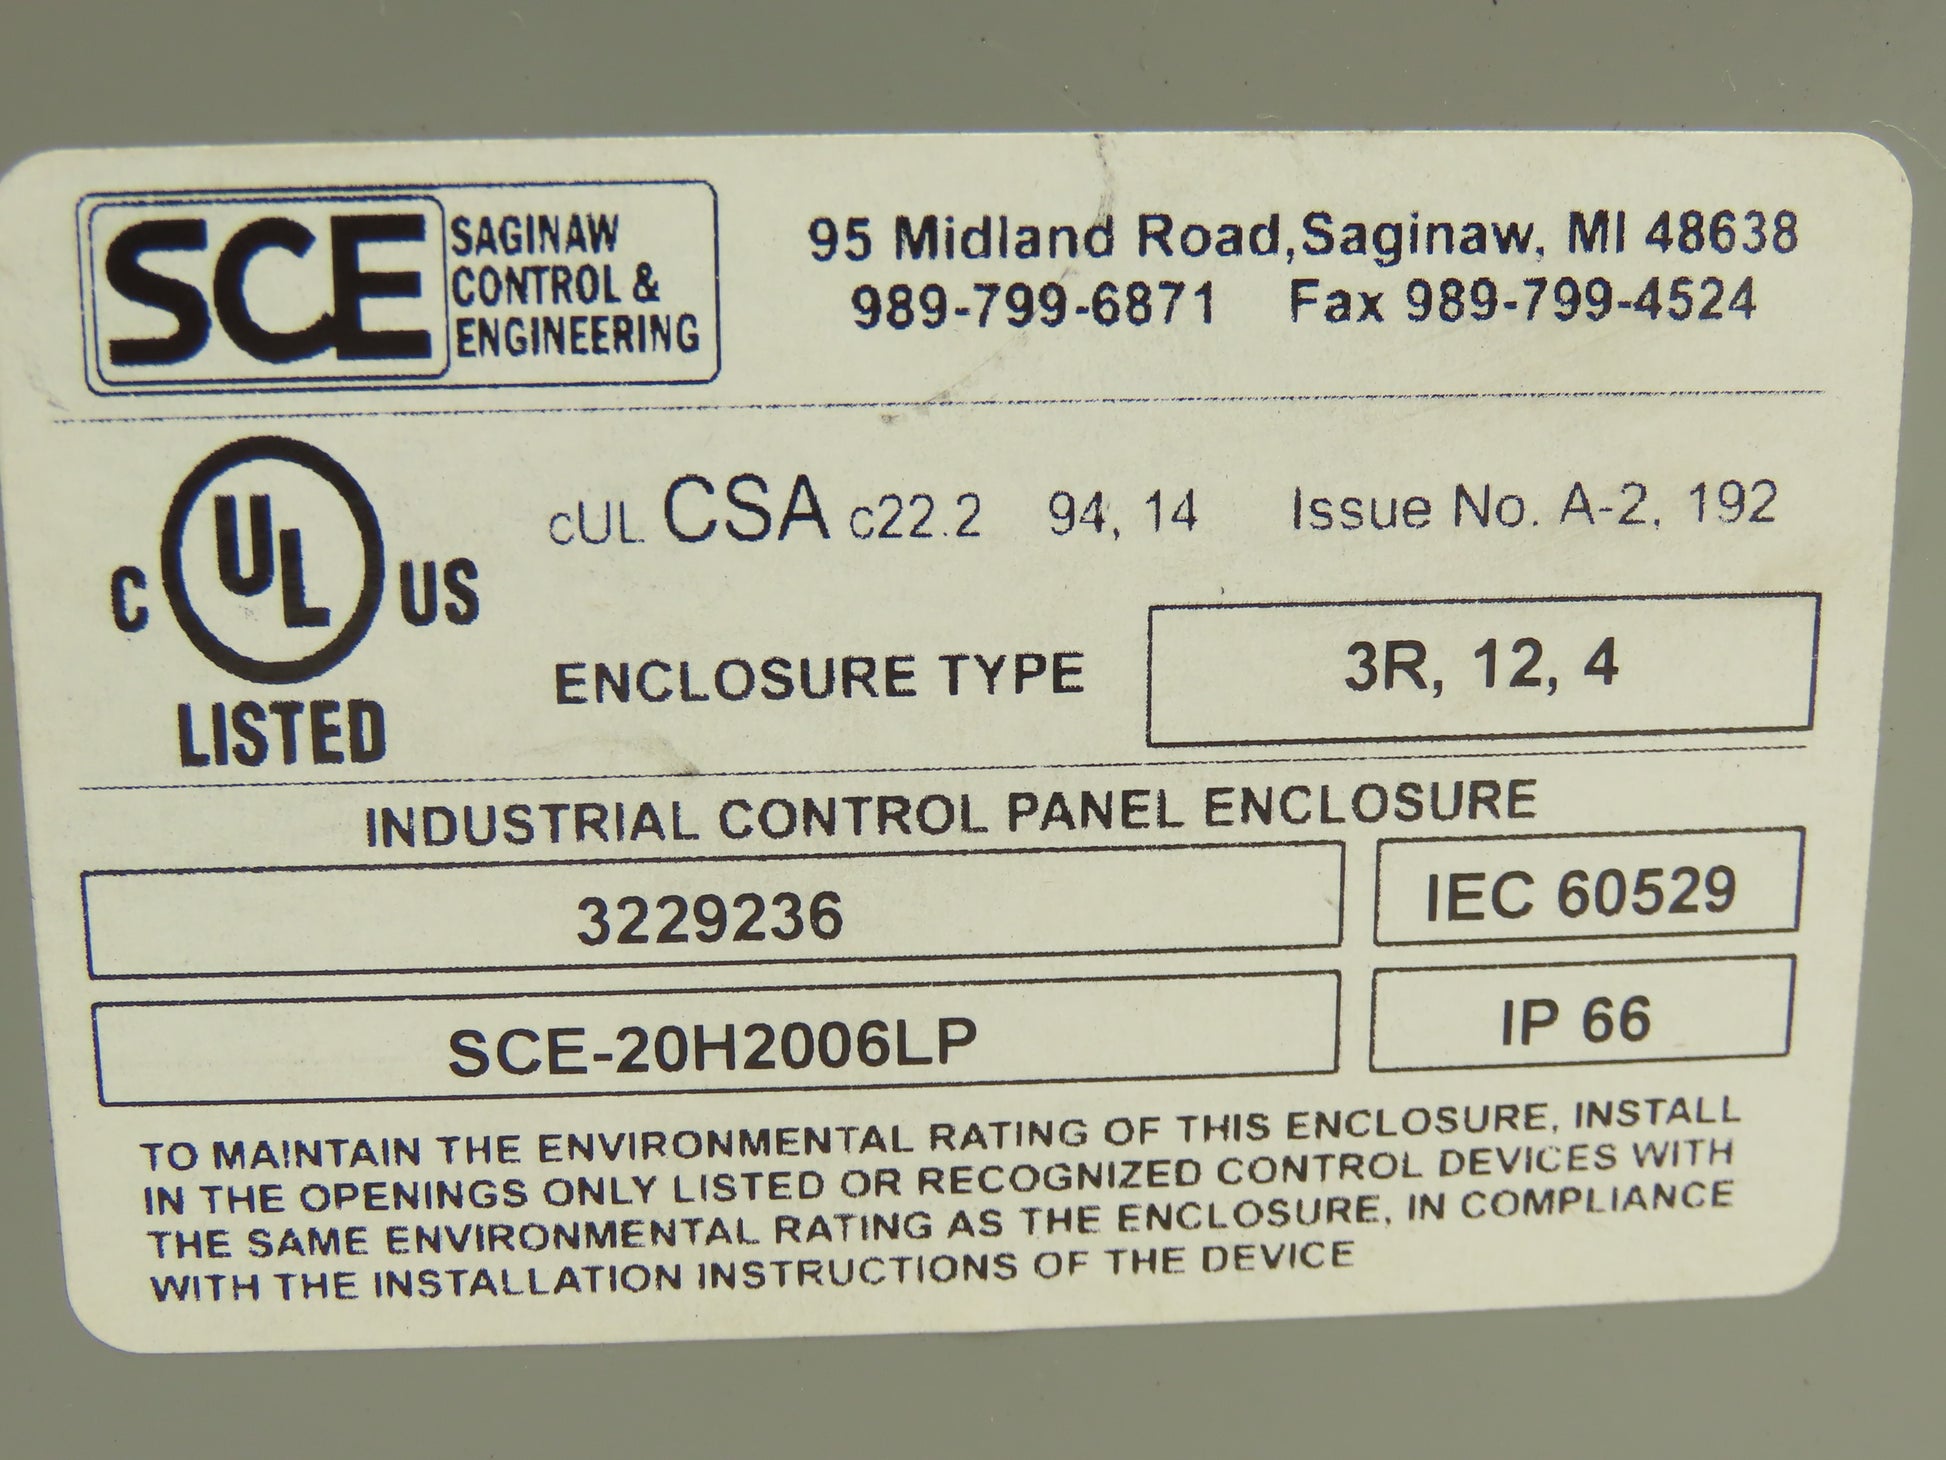 SCE SAGINAW CONTROL & ENGINEERING
95 Midland Road,Saginaw, MI 48638
989-799-6871 Fax 989-799-4524
C UL US LISTED
cUL CSA c22.2 94, 14 Issue No. A-2, 192
ENCLOSURE TYPE 3R, 12, 4
INDUSTRIAL CONTROL PANEL ENCLOSURE
3229236 IEC 60529
SCE-20H2006LP IP 66
TO MAINTAIN THE ENVIRONMENTAL RATING OF THIS ENCLOSURE, INSTALL
IN THE OPENINGS ONLY LISTED OR RECOGNIZED CONTROL DEVICES WITH
THE SAME ENVIRONMENTAL RATING AS THE ENCLOSURE, IN COMPLIANCE
WITH THE INSTALLATION INSTRUCTIONS OF THE DEVICE